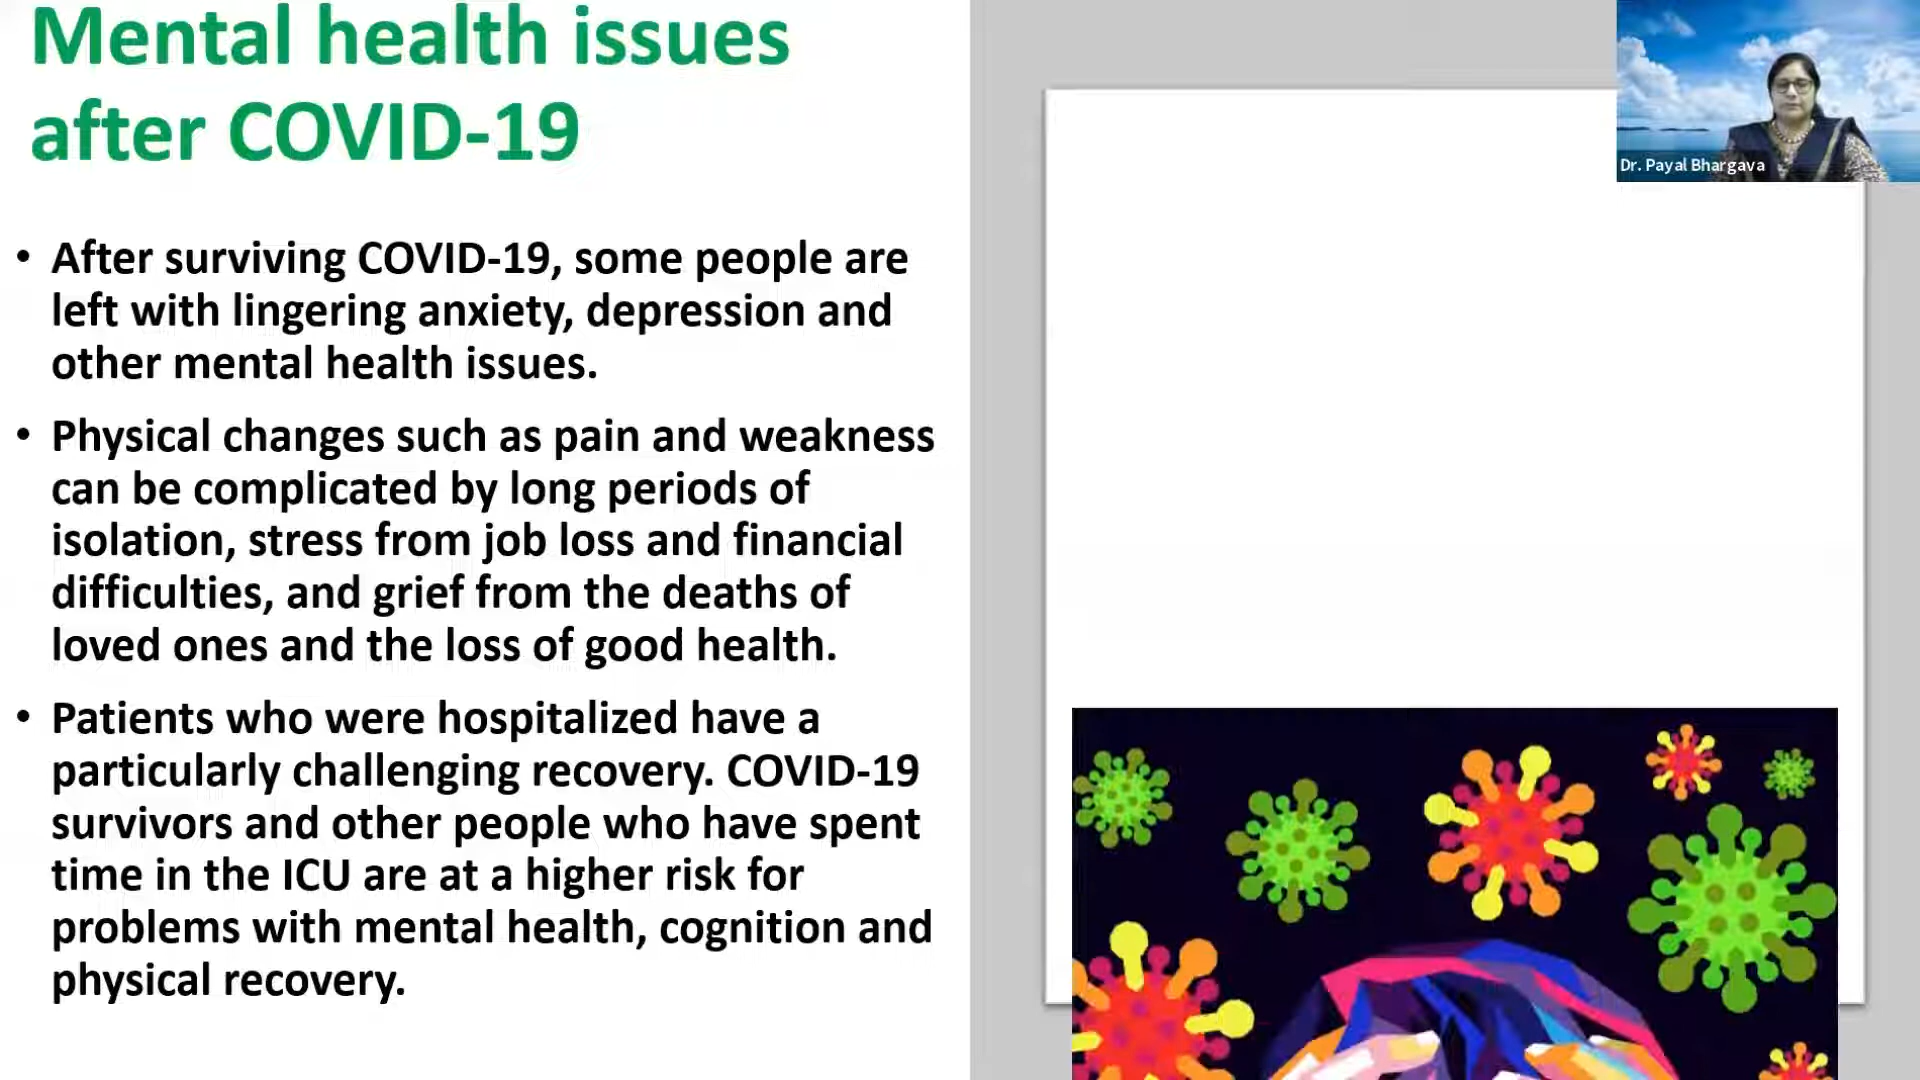 Mental health issues
after COVID-19
Dr. Payal Bhargava
• After surviving COVID-19, some people are
left with lingering anxiety, depression and
other mental health issues.
• Physical changes such as pain and weakness
can be complicated by long periods of
isolation, stress from job loss and financial
difficulties, and grief from the deaths of
loved ones and the loss of good health.
• Patients who were hospitalized have a
particularly challenging recovery. COVID-19
survivors and other people who have spent
time in the ICU are at a higher risk for
problems with mental health, cognition and
physical recovery.